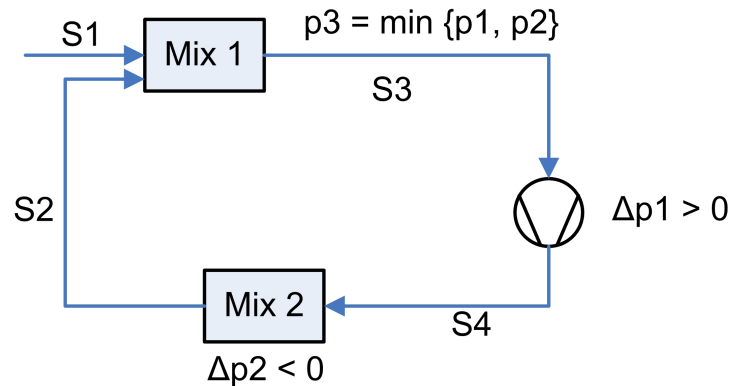 S1
Mix 1
p3 = min {p1, p2}
S3
S2
Δp1 > 0
Mix 2
S4
Δp2 < 0